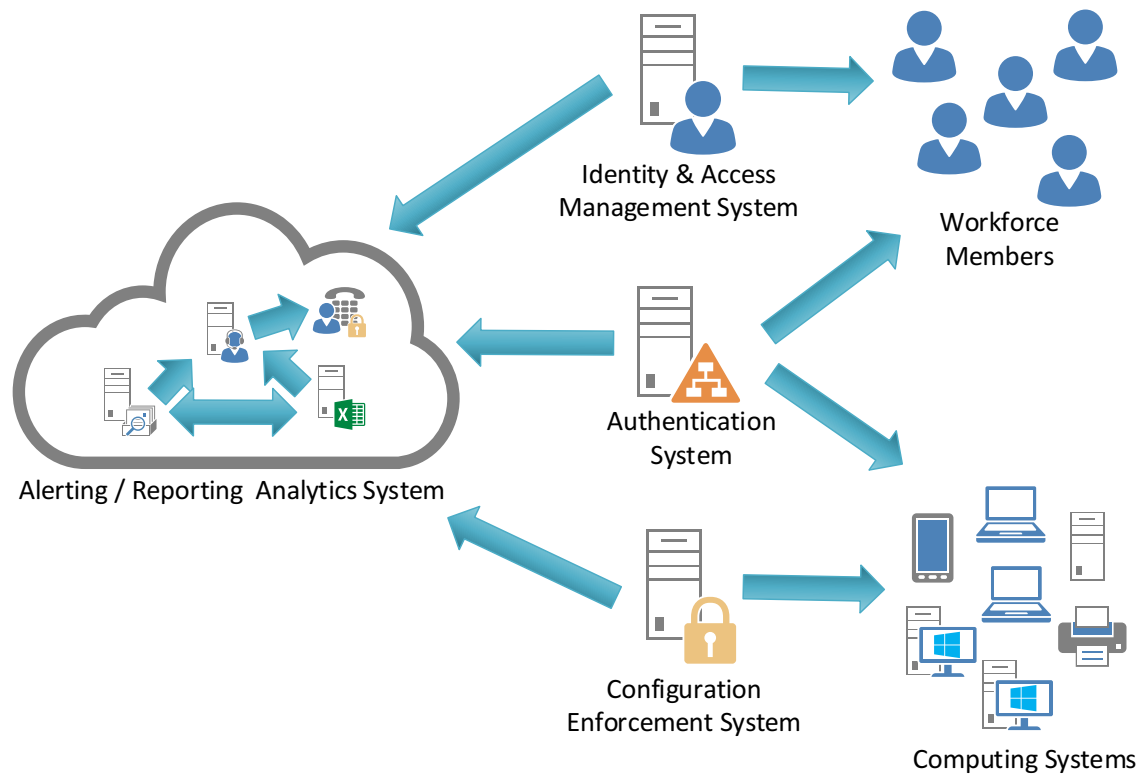 Identity & Access
Management System
Workforce
Members
Authentication
System
Alerting / Reporting Analytics System
Configuration
Enforcement System
Computing Systems